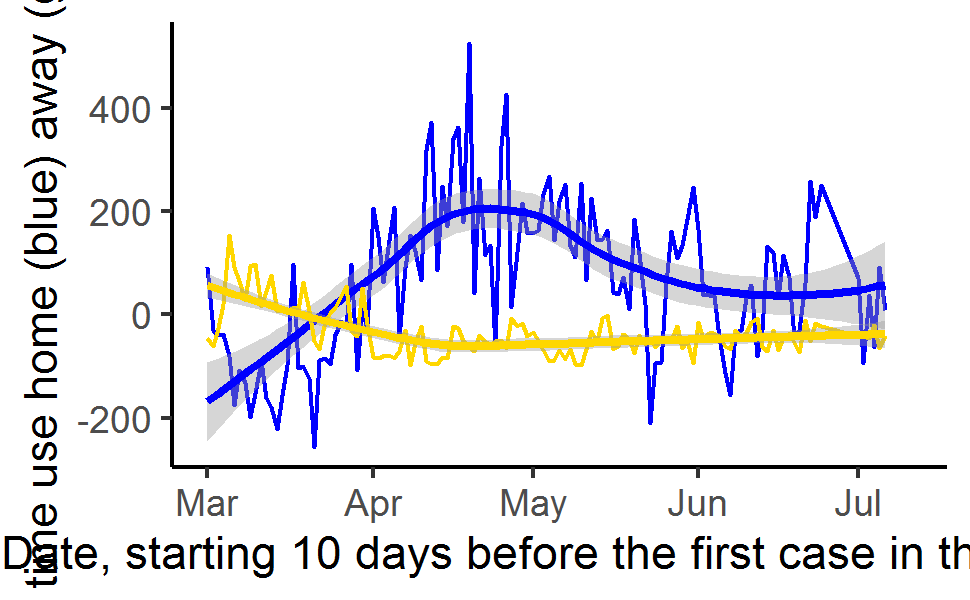 time use home (blue) away (
400
200
0
-200
Mar Apr May Jun Jul
Date, starting 10 days before the first case in th